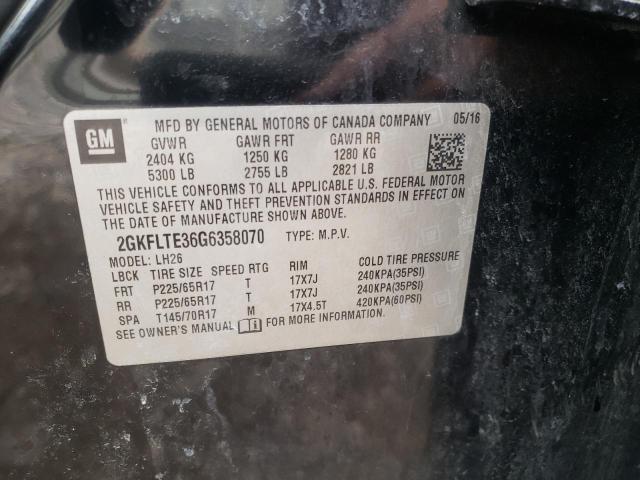 GM
MFD BY GENERAL MOTORS OF CANADA COMPANY 05/16
GVWR GAWR FRT GAWR RR
2404 KG 1250 KG 1280 KG
5300 LB 2755 LB 2821 LB
THIS VEHICLE CONFORMS TO ALL APPLICABLE U.S. FEDERAL MOTOR
VEHICLE SAFETY AND THEFT PREVENTION STANDARDS IN EFFECT ON
THE DATE OF MANUFACTURE SHOWN ABOVE.
2GKFLTE36G6358070 TYPE: M.P.V.
MODEL: LH26
LBCK TIRE SIZE SPEED RTG RIM COLD TIRE PRESSURE
FRT P225/65R17 T 17X7J 240KPA(35PSI)
RR P225/65R17 T 17X7J 240KPA(35PSI)
SPA T145/70R17 M 17X4.5T 420KPA(60PSI)
SEE OWNER'S MANUAL FOR MORE INFORMATION.